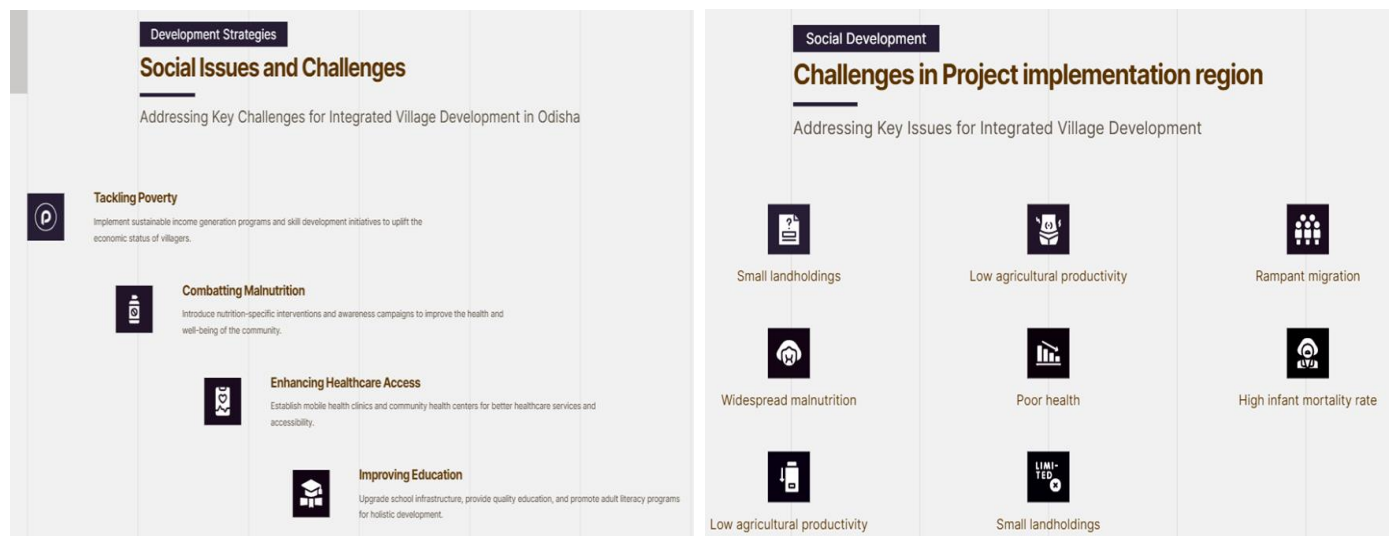 Development Strategies
Social Issues and Challenges
Addressing Key Challenges for Integrated Village Development in Odisha
Tackling Poverty
Implement sustainable income generation programs and skill development initiatives to uplift the
economic status of villagers.
Combatting Malnutrition
Introduce nutrition-specific interventions and awareness campaigns to improve the health and
well-being of the community.
Enhancing Healthcare Access
Establish mobile health clinics and community health centers for better healthcare services and
accessibility.
Improving Education
Upgrade school infrastructure, provide quality education, and promote adult literacy programs
for holistic development.
Social Development
Challenges in Project implementation region
Addressing Key Issues for Integrated Village Development
Small landholdings
Low agricultural productivity
Rampant migration
Widespread malnutrition
Poor health
High infant mortality rate
LIMI-
TED
Low agricultural productivity
Small landholdings